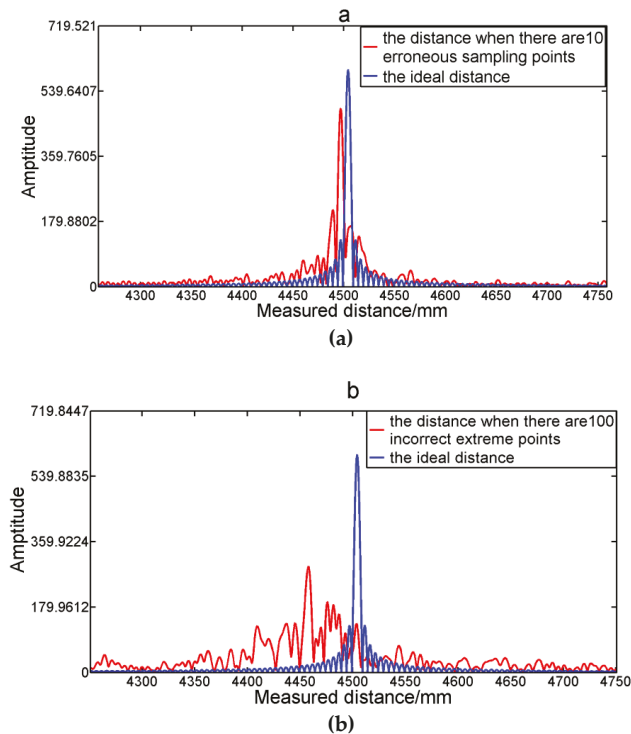 a
719.521
539.6407
359.7605
179.8802
0
Amptitude
the distance when there are10
erroneous sampling points
the ideal distance
4300 4350 4400 4450 4500 4550 4600 4650 4700 4750
Measured distance/mm
(a)
b
719.8447
539.8835
359.9224
179.9612
0
Amptitude
the distance when there are100
incorrect extreme points
the ideal distance
4300 4350 4400 4450 4500 4550 4600 4650 4700 4750
Measured distance/mm
(b)